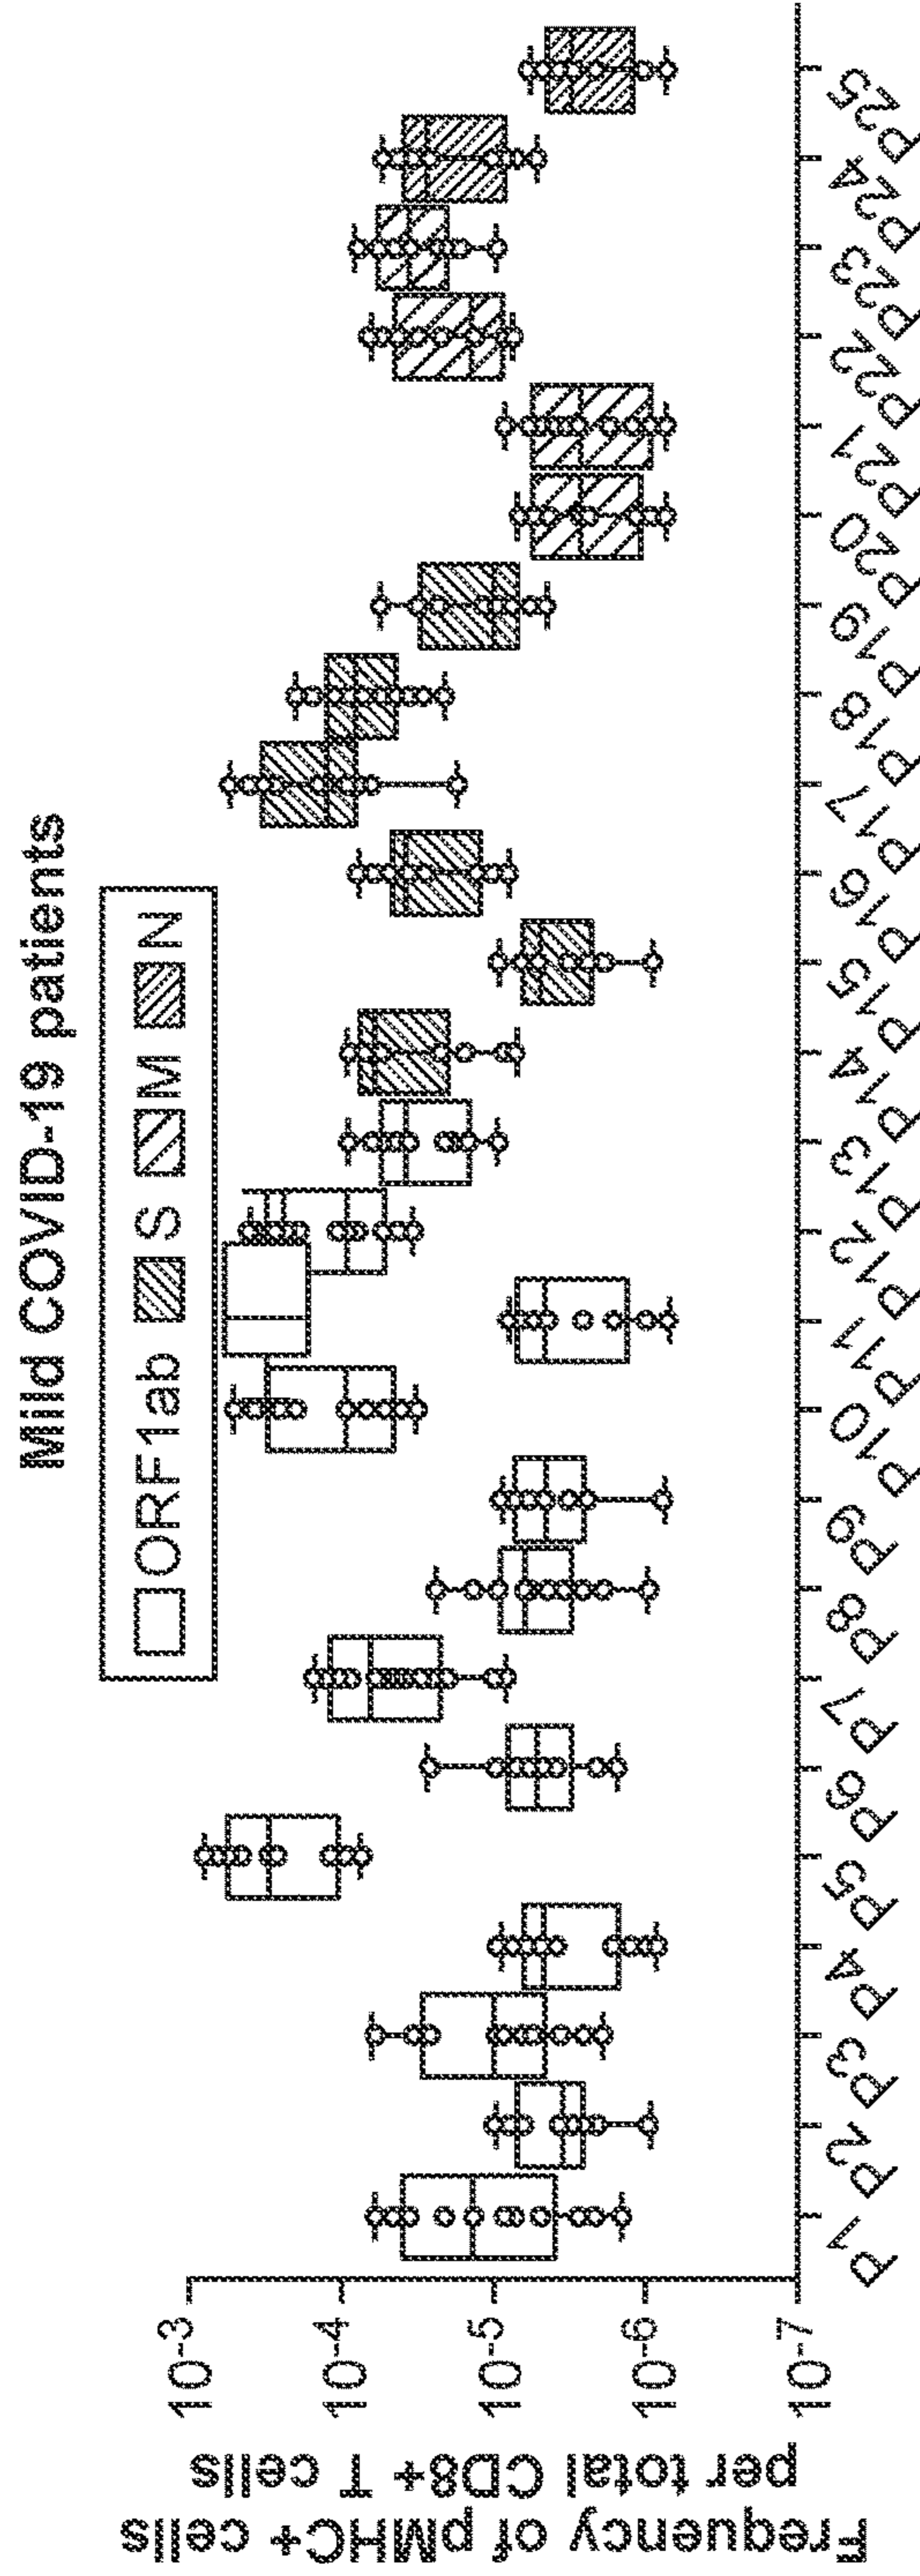 Mild COVID-19 patients
ORF1ab S M N
Frequency of pMHC+ cells
per total CD8+ T cells
10-3
10-4
10-5
10-6
10-7
P1 P2 P3 P4 P5 P6 P7 P8 P9 P10 P11 P12 P13 P14 P15 P16 P17 P18 P19 P20 P21 P22 P23 P24 P25